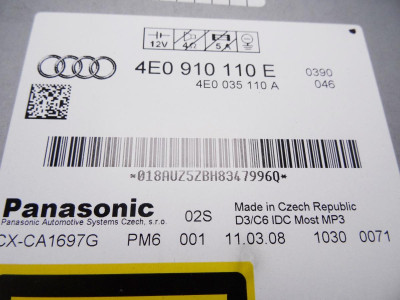 12V 4Ω 5A
4E0 910 110 E 0390
4E0 035 110 A 046
*018AUZ5ZBH8347996Q*
Panasonic 02S Made in Czech Republic
Panasonic Automotive Systems Czech, s.r.o. D3/C6 IDC Most MP3
CX-CA1697G PM6 001 11.03.08 1030 0071